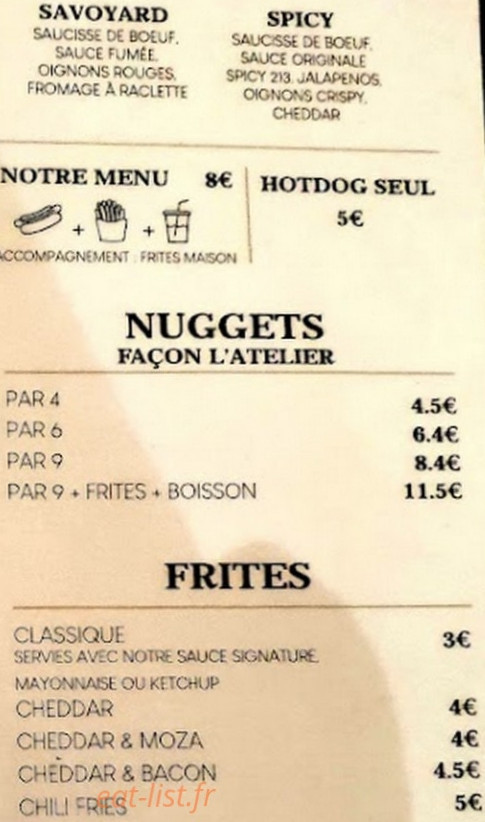 SAVOYARD
SAUCISSE DE BOEUF,
SAUCE FUMÉE,
OIGNONS ROUGES,
FROMAGE À RACLETTE
SPICY
SAUCISSE DE BOEUF,
SAUCE ORIGINALE
SPICY 213, JALAPENOS,
OIGNONS CRISPY,
CHEDDAR
NOTRE MENU 8€
+ +
ACCOMPAGNEMENT : FRITES MAISON
HOTDOG SEUL
5€
NUGGETS
FAÇON L'ATELIER
PAR 4 4.5€
PAR 6 6.4€
PAR 9 8.4€
PAR 9 + FRITES + BOISSON 11.5€
FRITES
CLASSIQUE 3€
SERVIES AVEC NOTRE SAUCE SIGNATURE,
MAYONNAISE OU KETCHUP
CHEDDAR 4€
CHEDDAR & MOZA 4€
CHEDDAR & BACON 4.5€
CHILI FRIES 5€
eat-list.fr